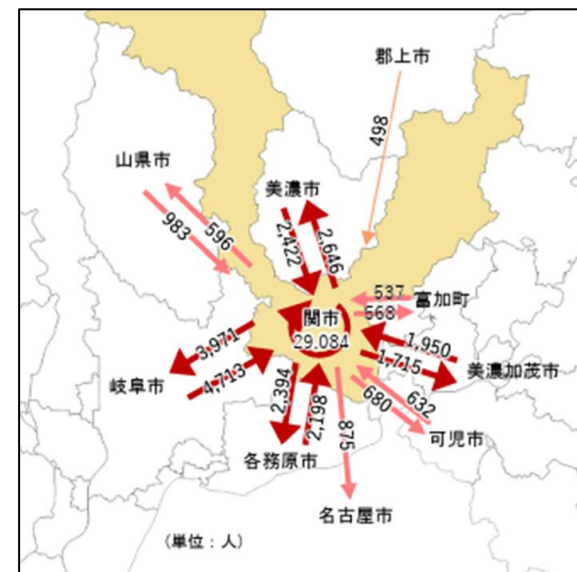 郡上市
498
山県市
美濃市
983
596
2,422
2,646
537
富加町
568
関市
29.084
3,971
4,713
1,950
1,715
美濃加茂市
岐阜市
2,394
2,198
875
680
632
可児市
各務原市
名古屋市
(単位：人)